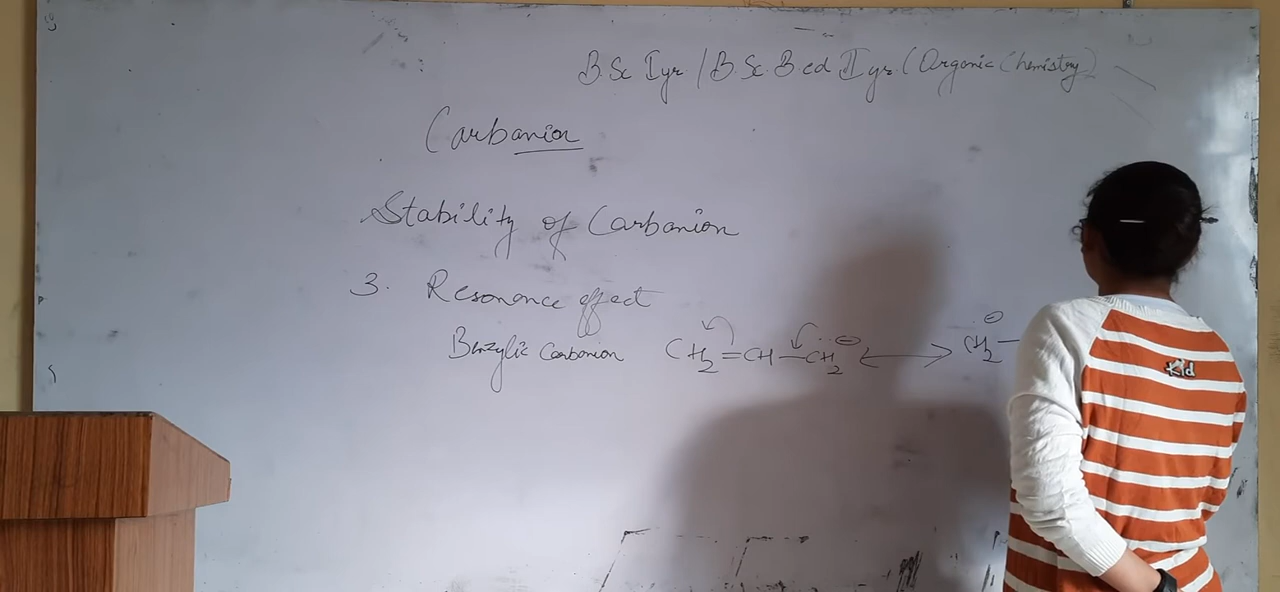 B.Sc I yr / B.Sc. B.ed II yr. (Organic Chemistry)
Carbanion
Stability of Carbanion
3. Resonance effect
Benzylic Carbanion CH2=CH-CH2⊖ ⟷ ⊖CH2-
Kid